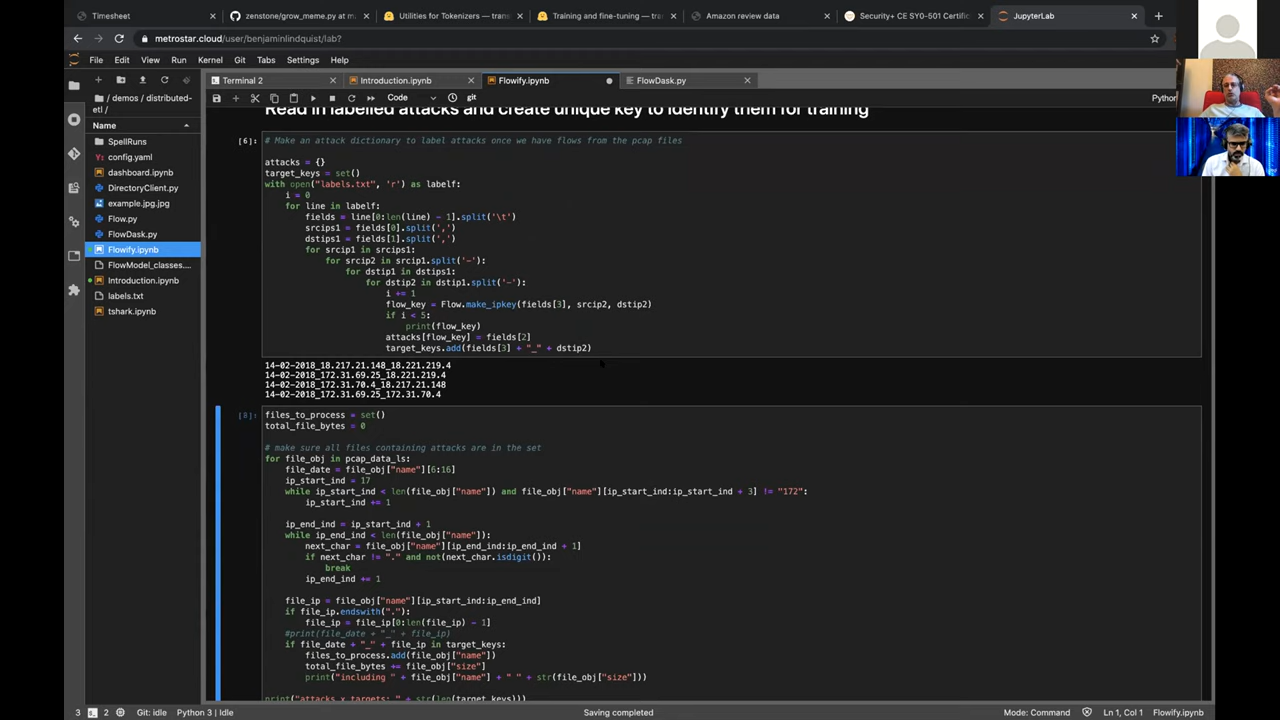 Timesheet
zenstone/grow_meme.py at m
Utilities for Tokenizers — trans
Training and fine-tuning — tra
Amazon review data
Security+ CE SY0-501 Certific
JupyterLab
metrostar.cloud/user/benjaminlindquist/lab?
File Edit View Run Kernel Git Tabs Settings Help
Terminal 2
Introduction.ipynb
Flowify.ipynb
FlowDask.py
Code
git
Python
/ demos / distributed-
etl /
Name
SpellRuns
config.yaml
dashboard.ipynb
DirectoryClient.py
example.jpg.jpg
Flow.py
FlowDask.py
Flowify.ipynb
FlowModel_classes....
Introduction.ipynb
labels.txt
tshark.ipynb
Read in labelled attacks and create unique key to identify them for training
[6]:
# Make an attack dictionary to label attacks once we have flows from the pcap files
attacks = {}
target_keys = set()
with open("labels.txt", 'r') as labelf:
i = 0
for line in labelf:
fields = line[0:len(line) - 1].split('\t')
srcips1 = fields[0].split(',')
dstips = fields[1].split(',')
for srcip1 in srcips1:
for srcip2 in srcip1.split('-'):
for dstip1 in dstips1:
for dstip2 in dstip1.split('-'):
i += 1
flow_key = Flow.make_ipkey(fields[3], srcip2, dstip2)
if i < 5:
print(flow_key)
attacks[flow_key] = fields[2]
target_keys.add(fields[3] + "_" + dstip2)
14-02-2018_18.217.21.148_18.221.219.4
14-02-2018_172.31.69.25_18.221.219.4
14-02-2018_172.31.70.4_18.217.21.148
14-02-2018_172.31.69.25_172.31.70.4
[8]:
files_to_process = set()
total_file_bytes = 0
# make sure all files containing attacks are in the set
for file_obj in pcap_data_ls:
file_date = file_obj["name"][6:16]
ip_start_ind = 17
while ip_start_ind < len(file_obj["name"]) and file_obj["name"][ip_start_ind:ip_start_ind + 3] != "172":
ip_start_ind += 1
ip_end_ind = ip_start_ind + 1
while ip_end_ind < len(file_obj["name"]):
next_char = file_obj["name"][ip_end_ind:ip_end_ind + 1]
if next_char != "." and not(next_char.isdigit()):
break
ip_end_ind += 1
file_ip = file_obj["name"][ip_start_ind:ip_end_ind]
if file_ip.endswith("."):
file_ip = file_ip[0:len(file_ip) - 1]
#print(file_date + "_" + file_ip)
if file_date + "_" + file_ip in target_keys:
files_to_process.add(file_obj["name"])
total_file_bytes += file_obj["size"]
print("including " + file_obj["name"] + " " + str(file_obj["size"]))
print("attacks x targets: " + str(len(target_keys)))
3 2 Git: idle Python 3 | Idle
Saving completed
Mode: Command Ln 1, Col 1 Flowify.ipynb